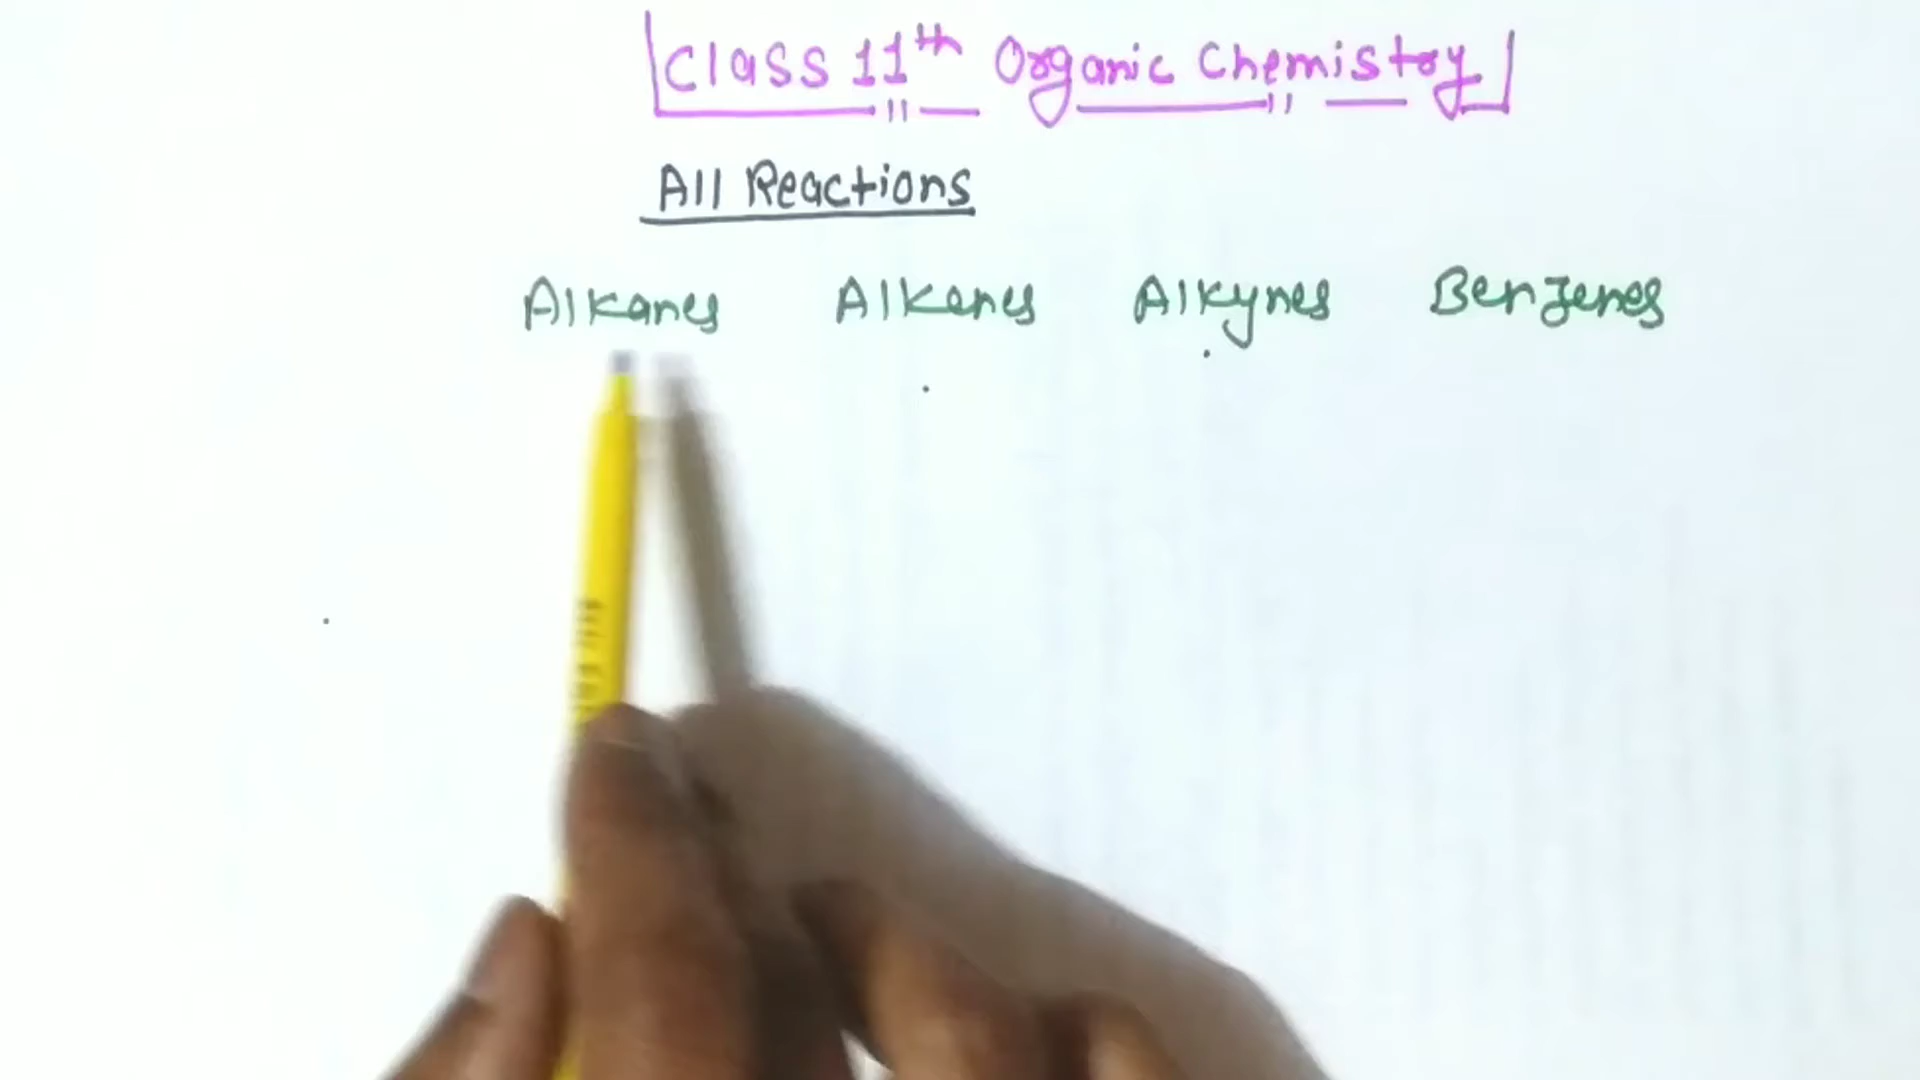 Class 11th Organic Chemistry
All Reactions
Alkanes Alkenes Alkynes Benzenes